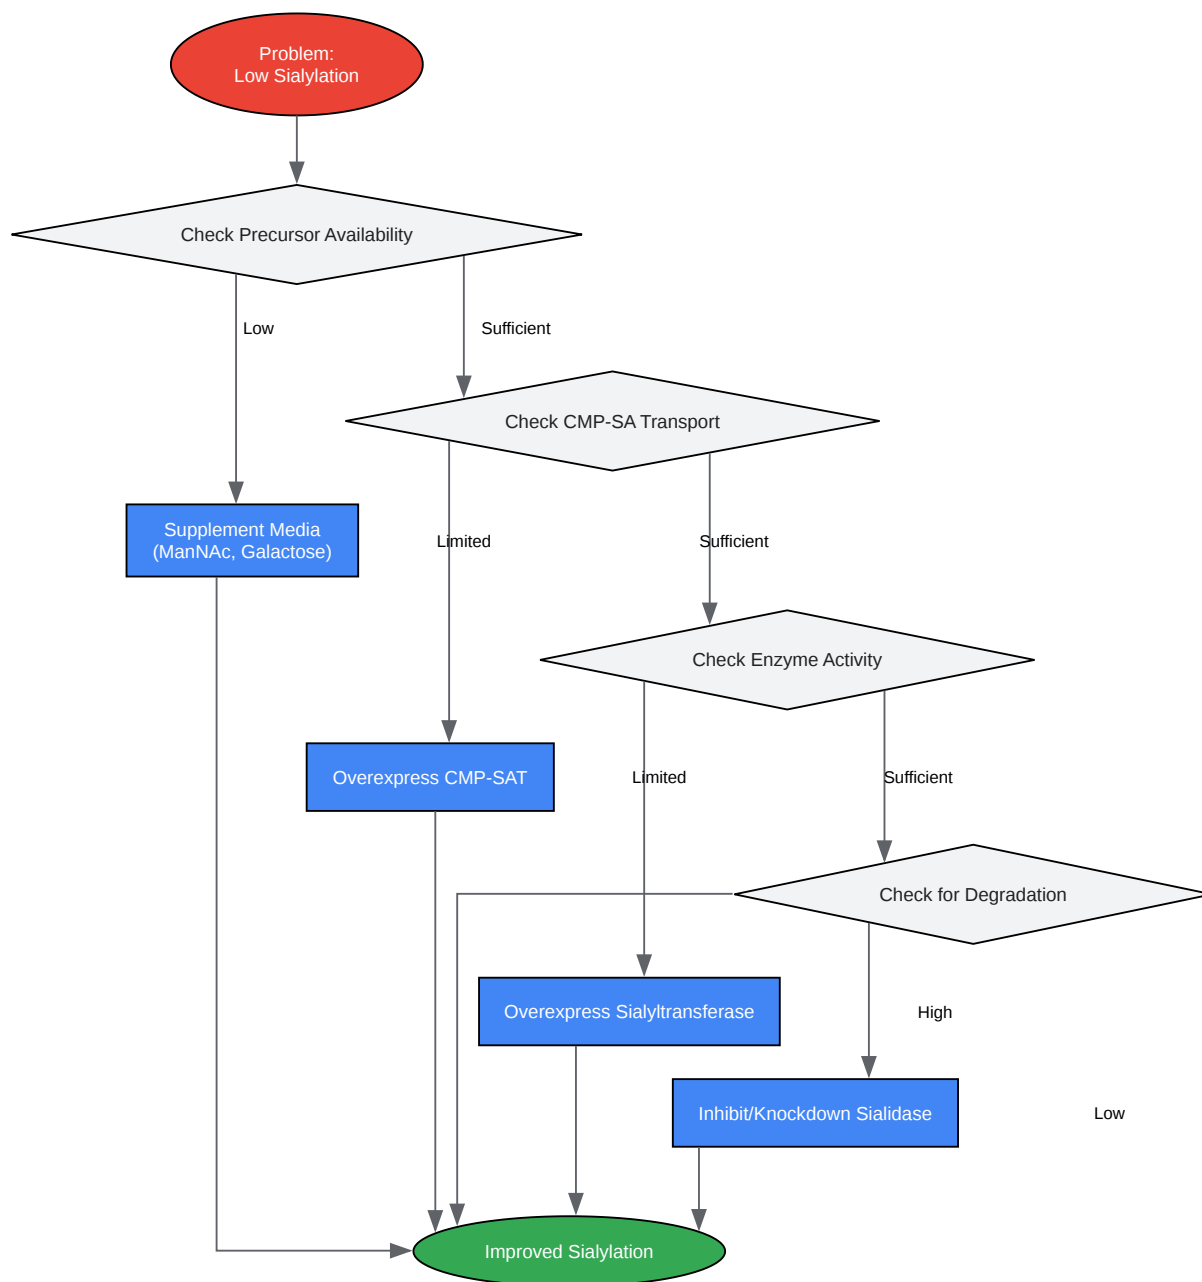 Problem:
Low Sialylation
Check Precursor Availability
Low
Sufficient
Check CMP-SA Transport
Supplement Media
(ManNAc, Galactose)
Limited
Sufficient
Check Enzyme Activity
Overexpress CMP-SAT
Limited
Sufficient
Check for Degradation
Overexpress Sialyltransferase
High
Inhibit/Knockdown Sialidase
Low
Improved Sialylation